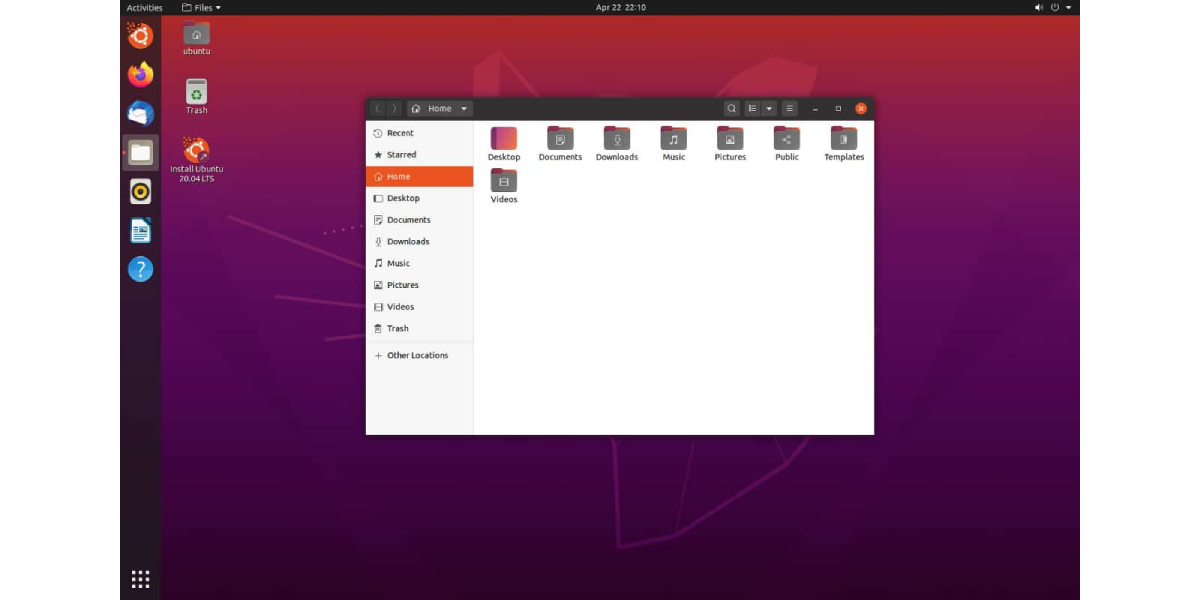 Activities Files Apr 22 22:10
ubuntu
Trash
Install Ubuntu
20.04 LTS
Home
Recent
Starred
Home
Desktop
Documents
Downloads
Music
Pictures
Videos
Trash
Other Locations
Desktop Documents Downloads Music Pictures Public Templates
Videos